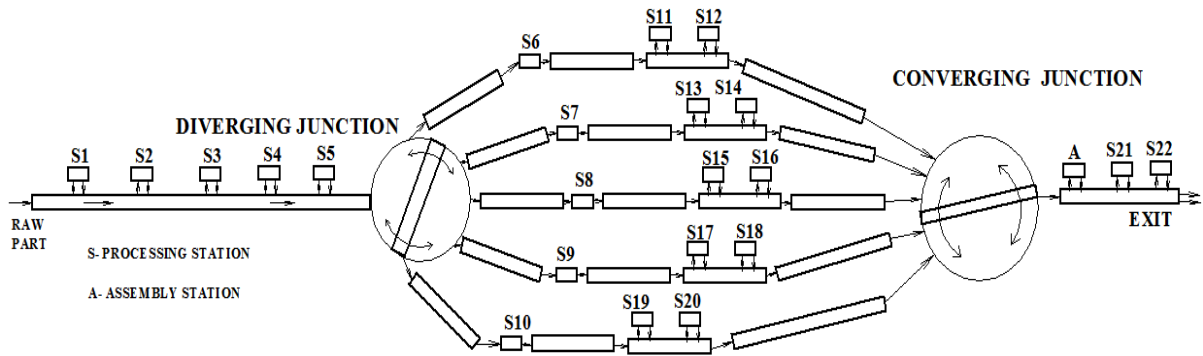 S11 S12
S6
CONVERGING JUNCTION
S13 S14
S7
DIVERGING JUNCTION
S1 S2 S3 S4 S5
S15 S16
A S21 S22
S8
RAW
PART
EXIT
S17 S18
S- PROCESSING STATION
S9
A- ASSEMBLY STATION
S19 S20
S10